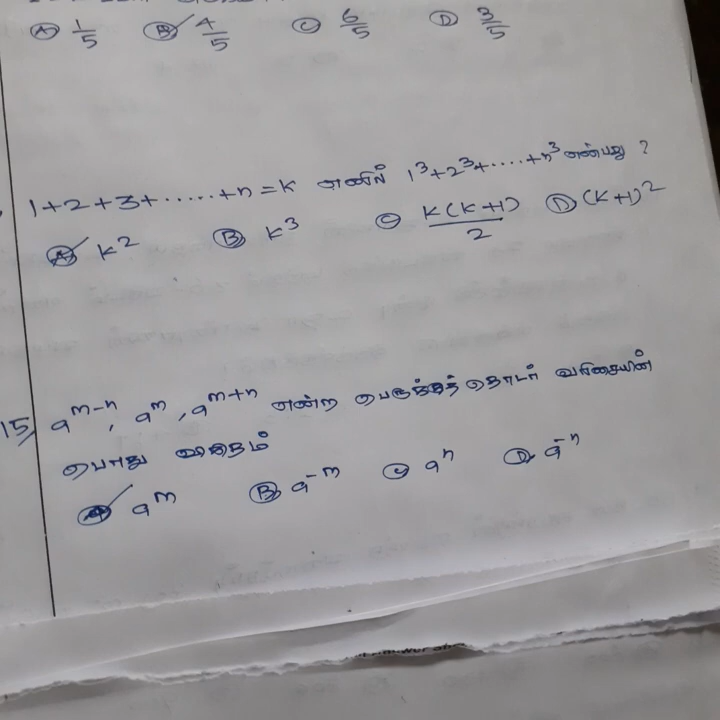 Ⓐ 1/5 Ⓑ 4/5 Ⓒ 6/5 Ⓓ 3/5
1+2+3+.....+n=k எனில் 1³+2³+.....+n³ என்பது ?
Ⓐ k² Ⓑ k³ Ⓒ k(k+1)/2 Ⓓ (k+1)²
15, a^(m-n), a^m, a^(m+n) என்ற பெருக்குத் தொடர் வரிசையின்
பொது விகிதம்
Ⓐ a^m Ⓑ a^(-m) Ⓒ a^n Ⓓ a^(-n)